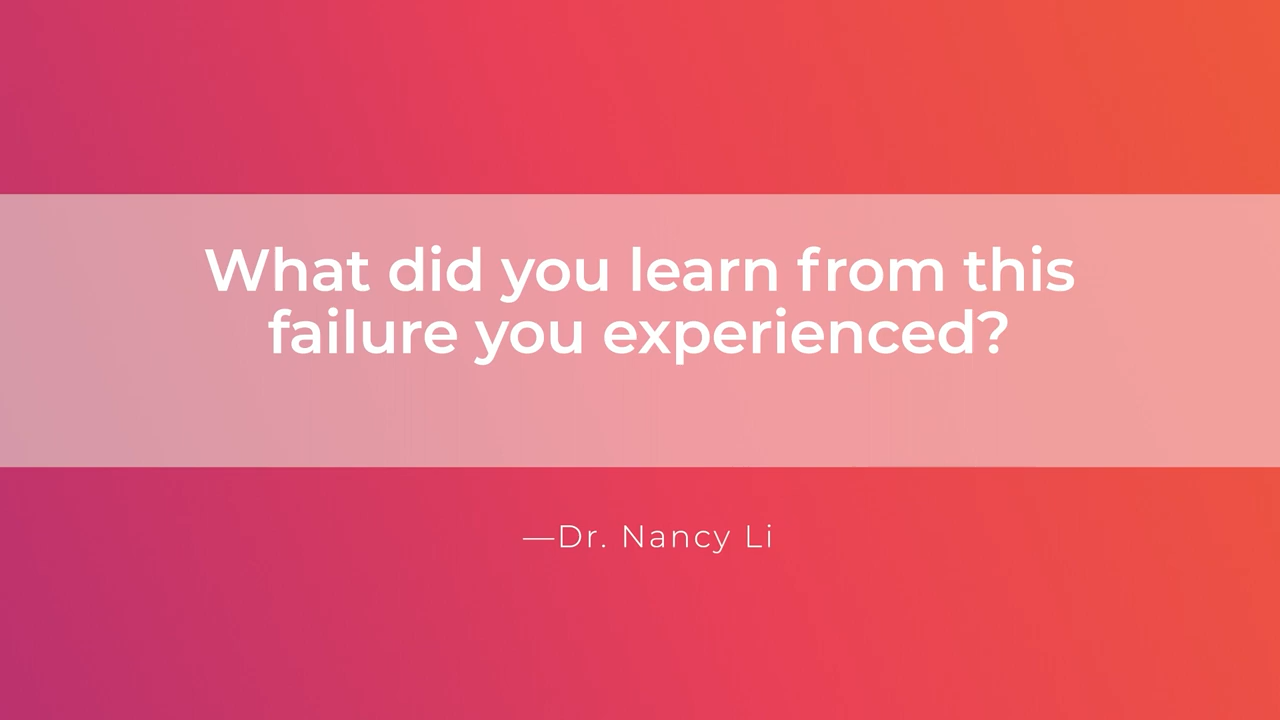 What did you learn from this
failure you experienced?
—Dr. Nancy Li